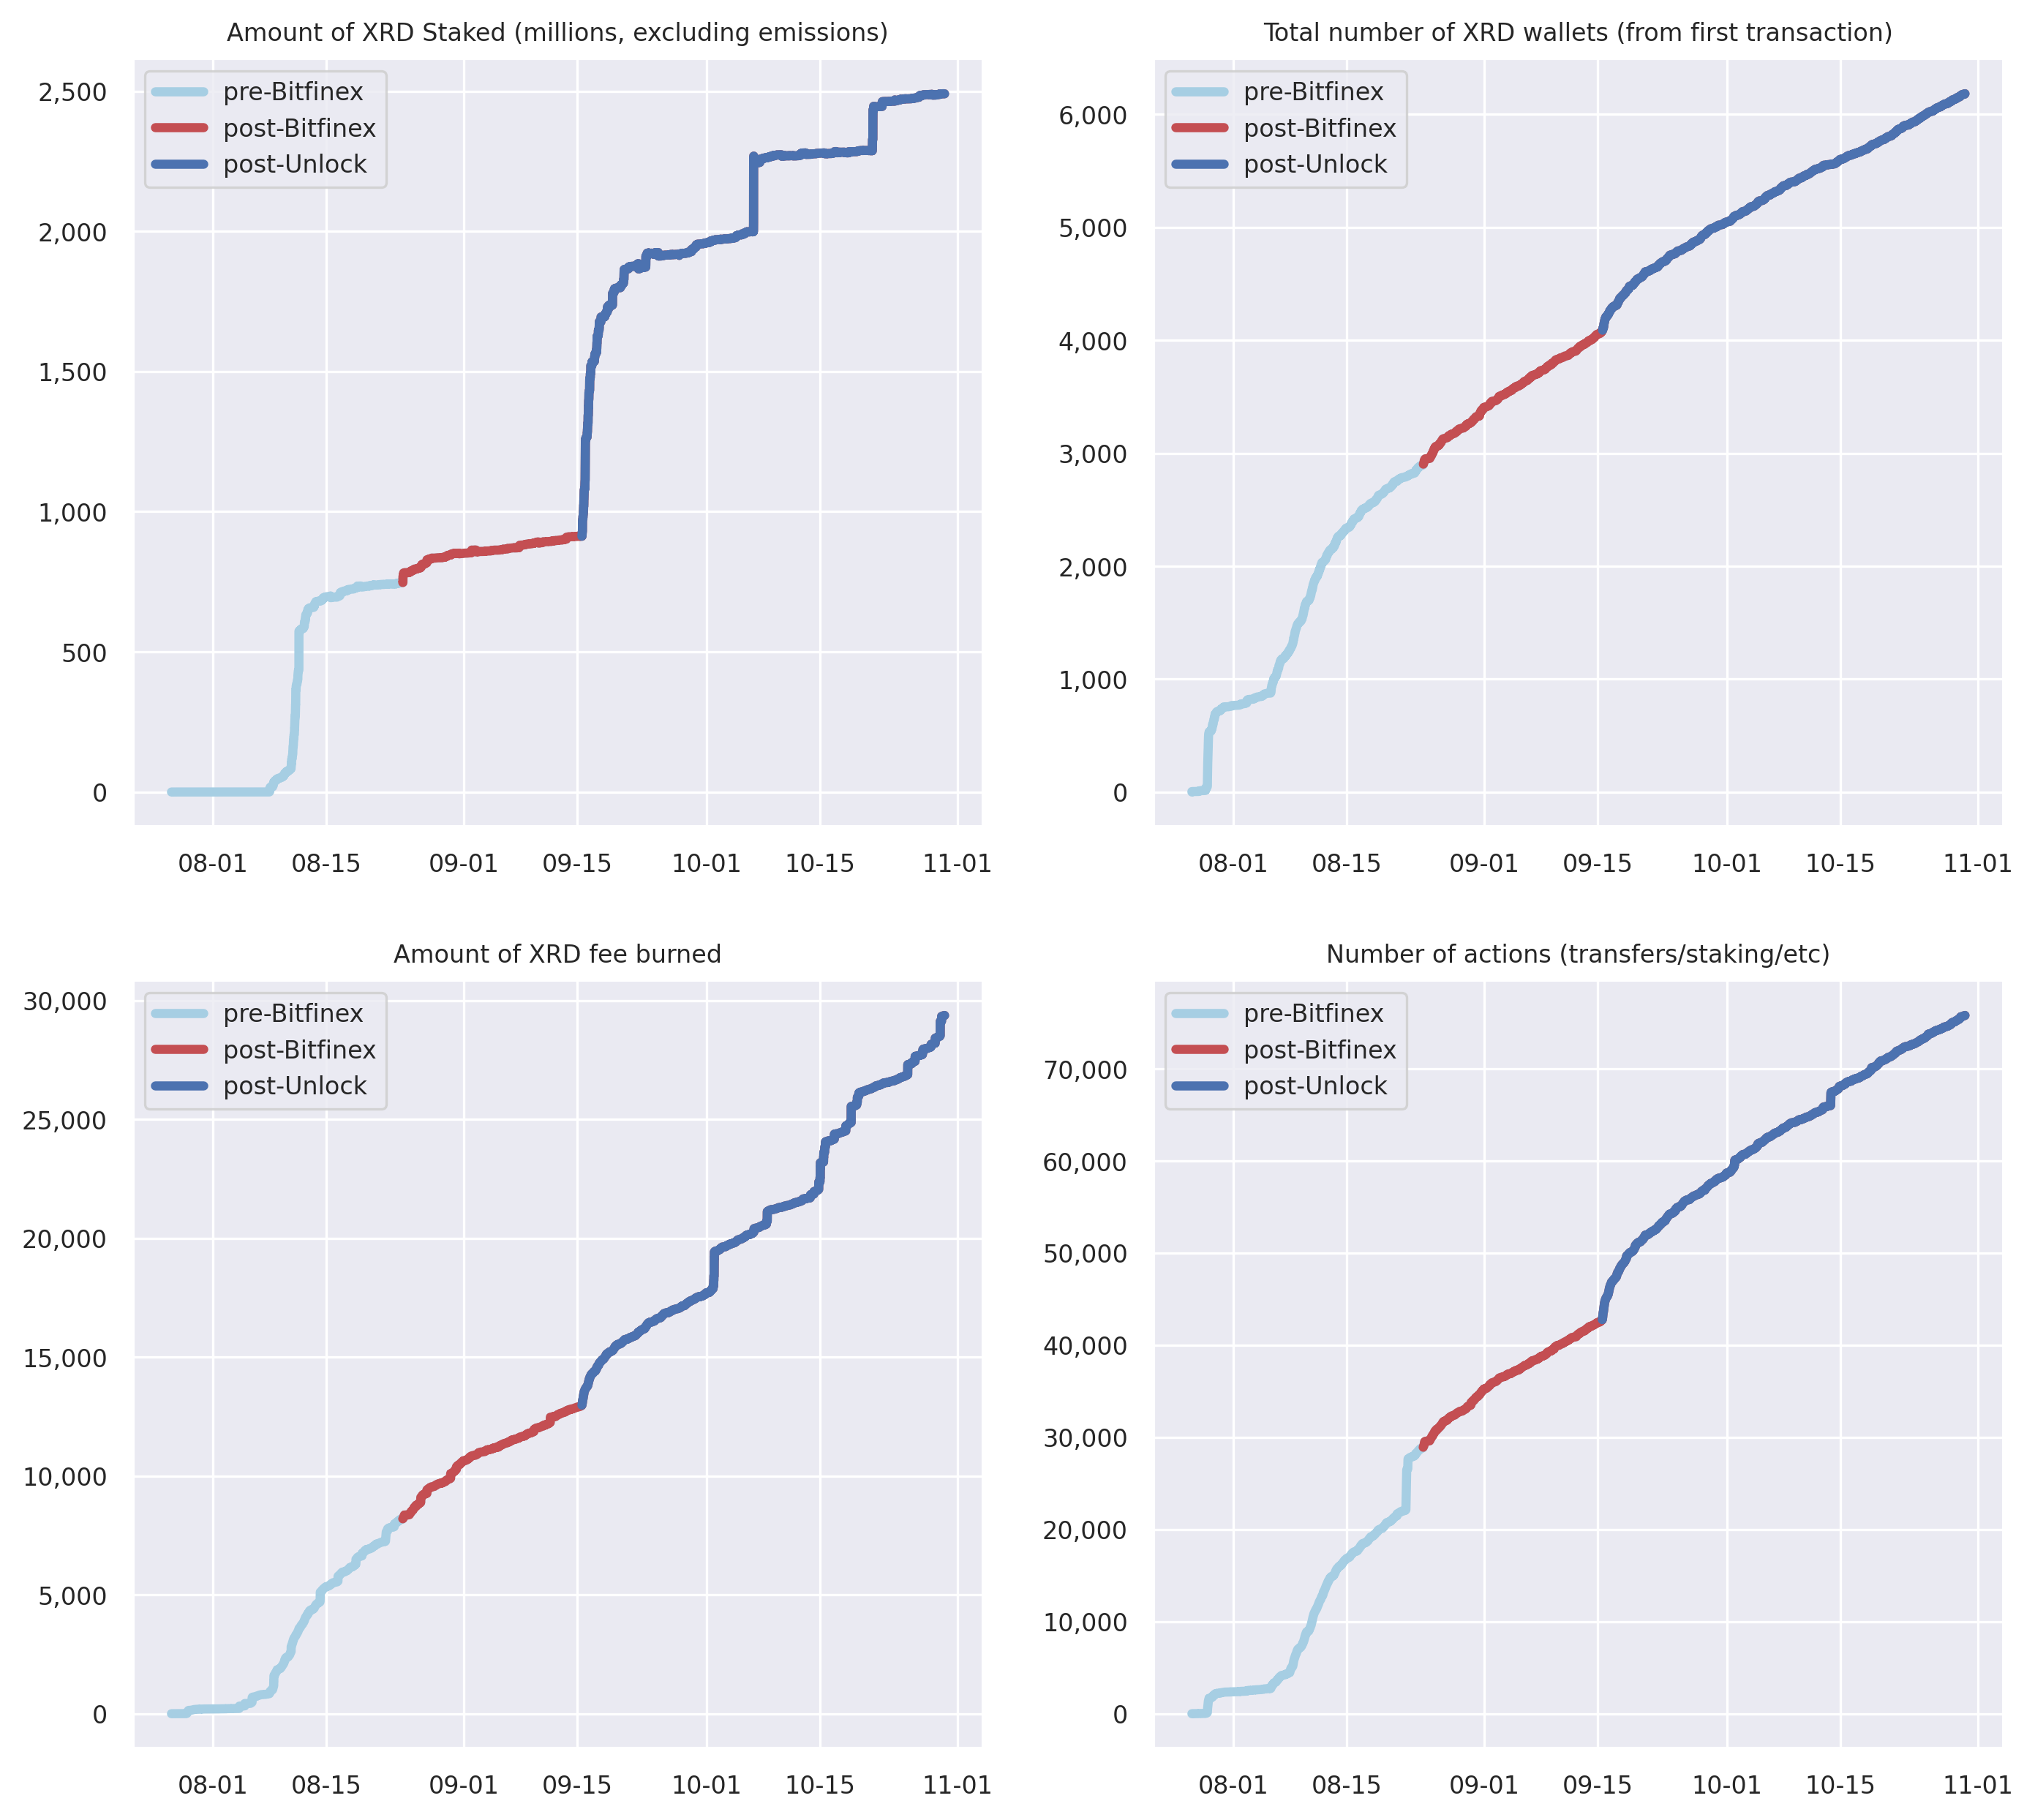 Amount of XRD Staked (millions, excluding emissions)
2,500
2,000
1,500
1,000
500
0
pre-Bitfinex
post-Bitfinex
post-Unlock
08-01 08-15 09-01 09-15 10-01 10-15 11-01
Total number of XRD wallets (from first transaction)
6,000
5,000
4,000
3,000
2,000
1,000
0
pre-Bitfinex
post-Bitfinex
post-Unlock
08-01 08-15 09-01 09-15 10-01 10-15 11-01
Amount of XRD fee burned
30,000
25,000
20,000
15,000
10,000
5,000
0
pre-Bitfinex
post-Bitfinex
post-Unlock
08-01 08-15 09-01 09-15 10-01 10-15 11-01
Number of actions (transfers/staking/etc)
70,000
60,000
50,000
40,000
30,000
20,000
10,000
0
pre-Bitfinex
post-Bitfinex
post-Unlock
08-01 08-15 09-01 09-15 10-01 10-15 11-01